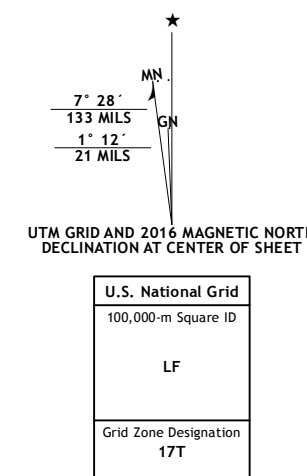 MN
7° 28´
133 MILS
GN
1° 12´
21 MILS
UTM GRID AND 2016 MAGNETIC NORTH
DECLINATION AT CENTER OF SHEET
U.S. National Grid
100,000-m Square ID
LF
Grid Zone Designation
17T